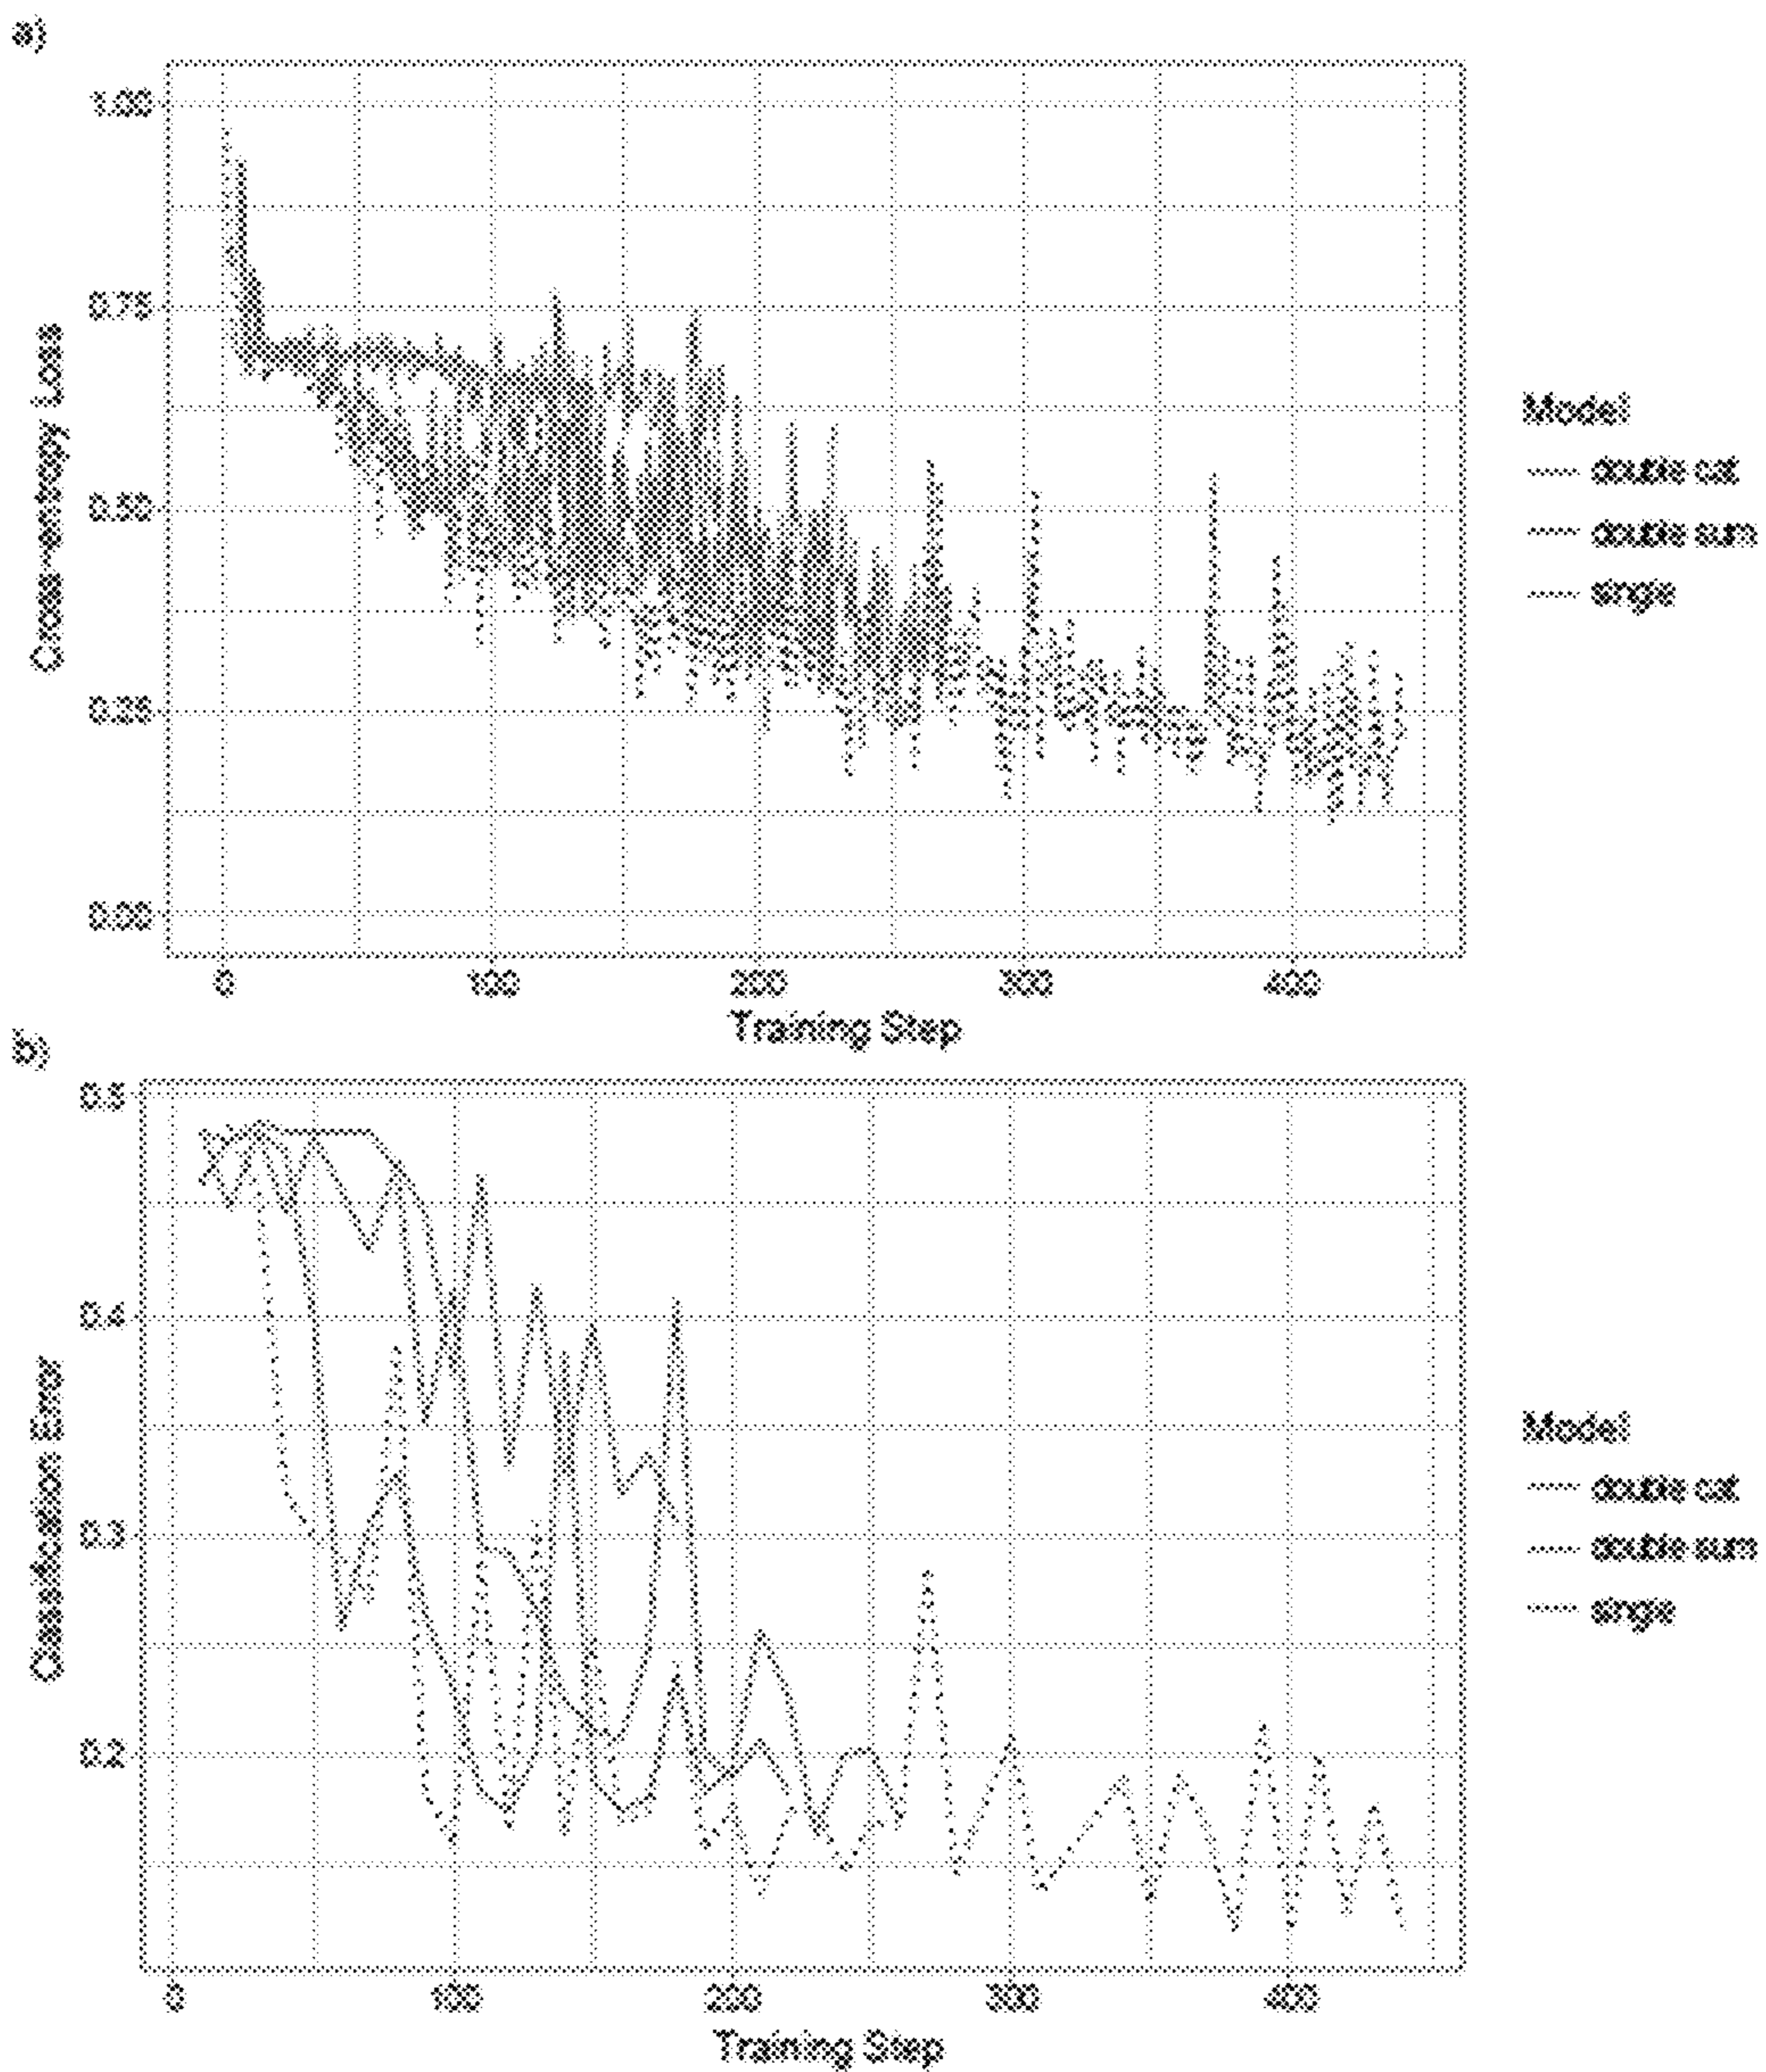 a)
1.00
0.75
0.50
0.25
0.00
Cross-entropy Loss
0
100
200
300
400
Training Step
Model
double cat
double sum
single
b)
0.5
0.4
0.3
0.2
Classification Error
0
100
200
300
400
Training Step
Model
double cat
double sum
single